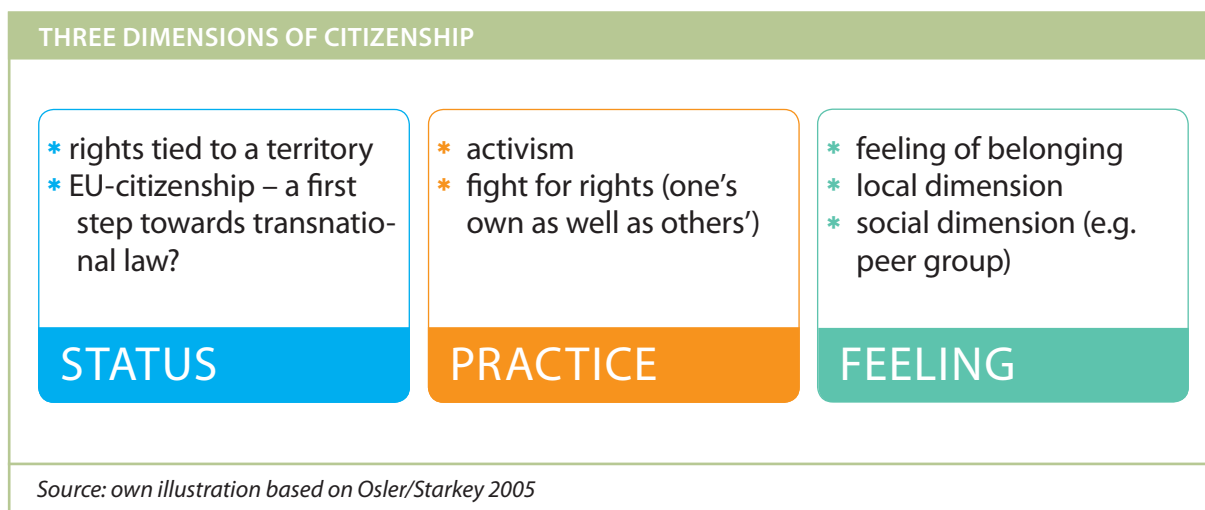 THREE DIMENSIONS OF CITIZENSHIP
* rights tied to a territory
* EU-citizenship – a first
step towards transnatio-
nal law?
STATUS
* activism
* fight for rights (one’s
own as well as others’)
PRACTICE
* feeling of belonging
* local dimension
* social dimension (e.g.
peer group)
FEELING
Source: own illustration based on Osler/Starkey 2005